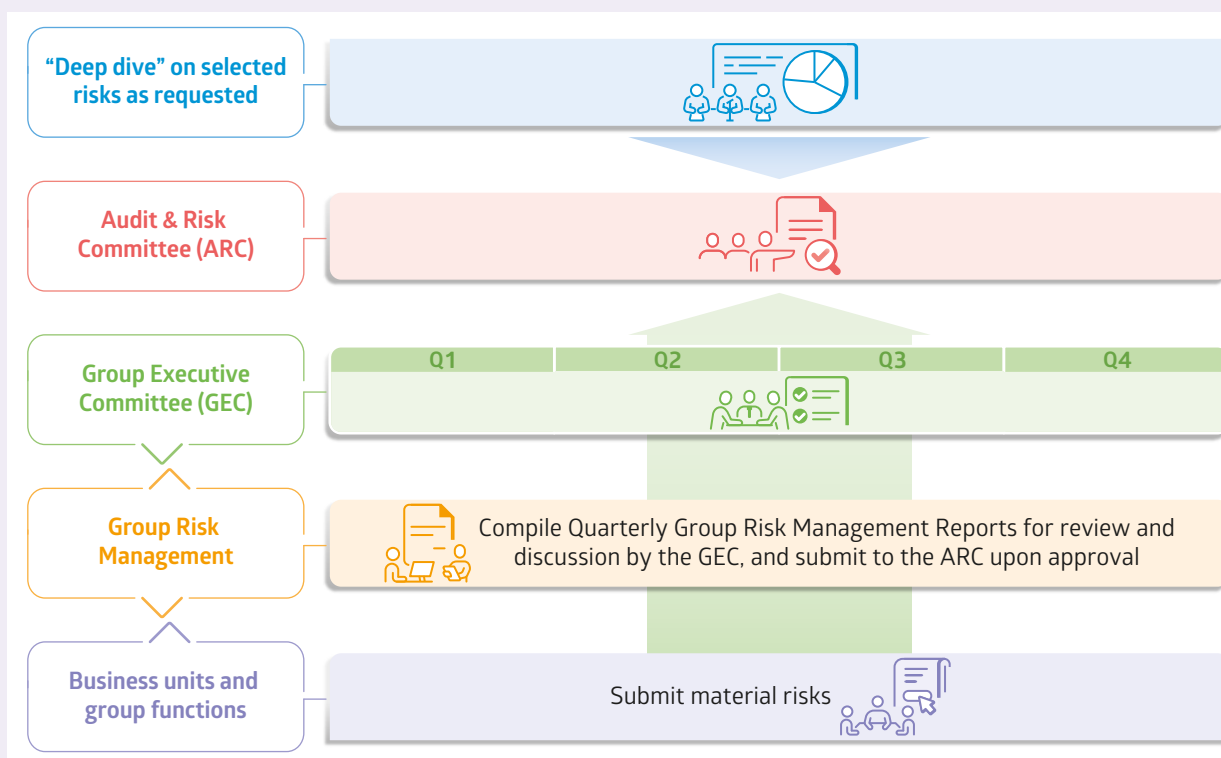 “Deep dive” on selected
risks as requested
Audit & Risk
Committee (ARC)
Group Executive
Committee (GEC)
Q1
Q2
Q3
Q4
Group Risk
Management
Compile Quarterly Group Risk Management Reports for review and
discussion by the GEC, and submit to the ARC upon approval
Business units and
group functions
Submit material risks